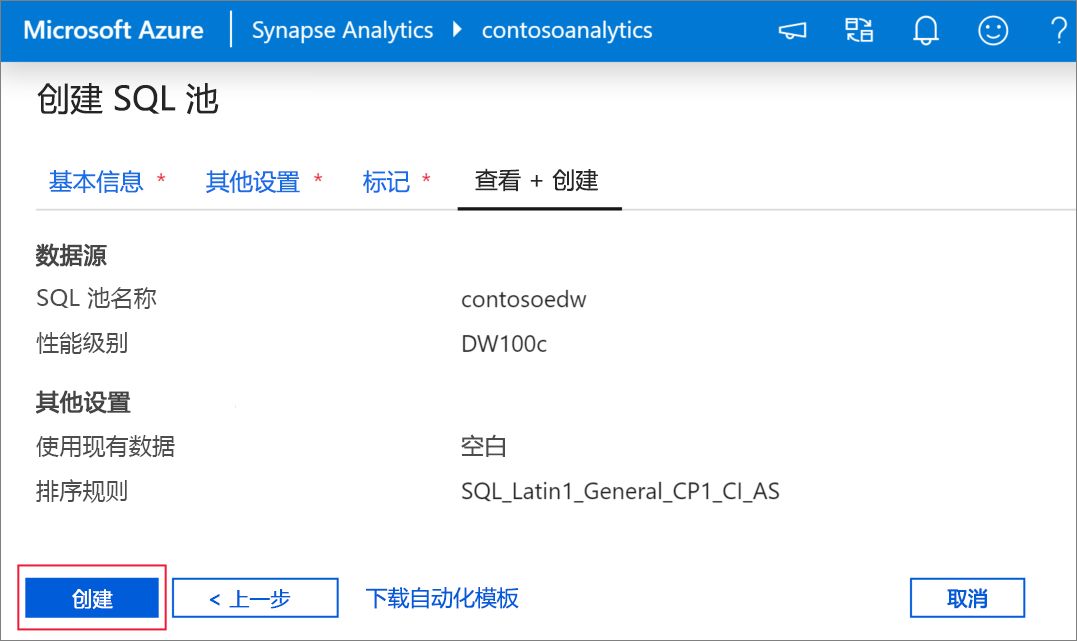 Microsoft Azure Synapse Analytics contosoanalytics ?
创建 SQL 池
基本信息 * 其他设置 * 标记 * 查看 + 创建
数据源
SQL 池名称 contosoedw
性能级别 DW100c
其他设置
使用现有数据 空白
排序规则 SQL_Latin1_General_CP1_CI_AS
创建 < 上一步 下载自动化模板 取消